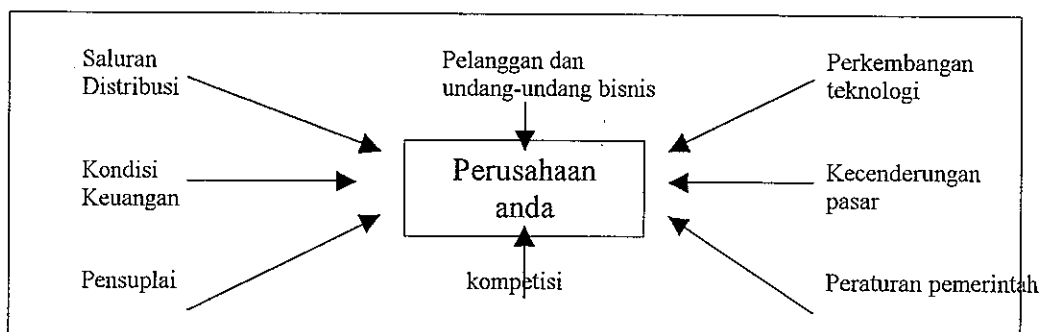 Saluran
Distribusi
Pelanggan dan
undang-undang bisnis
Perkembangan
teknologi
Kondisi
Keuangan
Perusahaan
anda
Kecenderungan
pasar
Pensuplai
kompetisi
Peraturan pemerintah